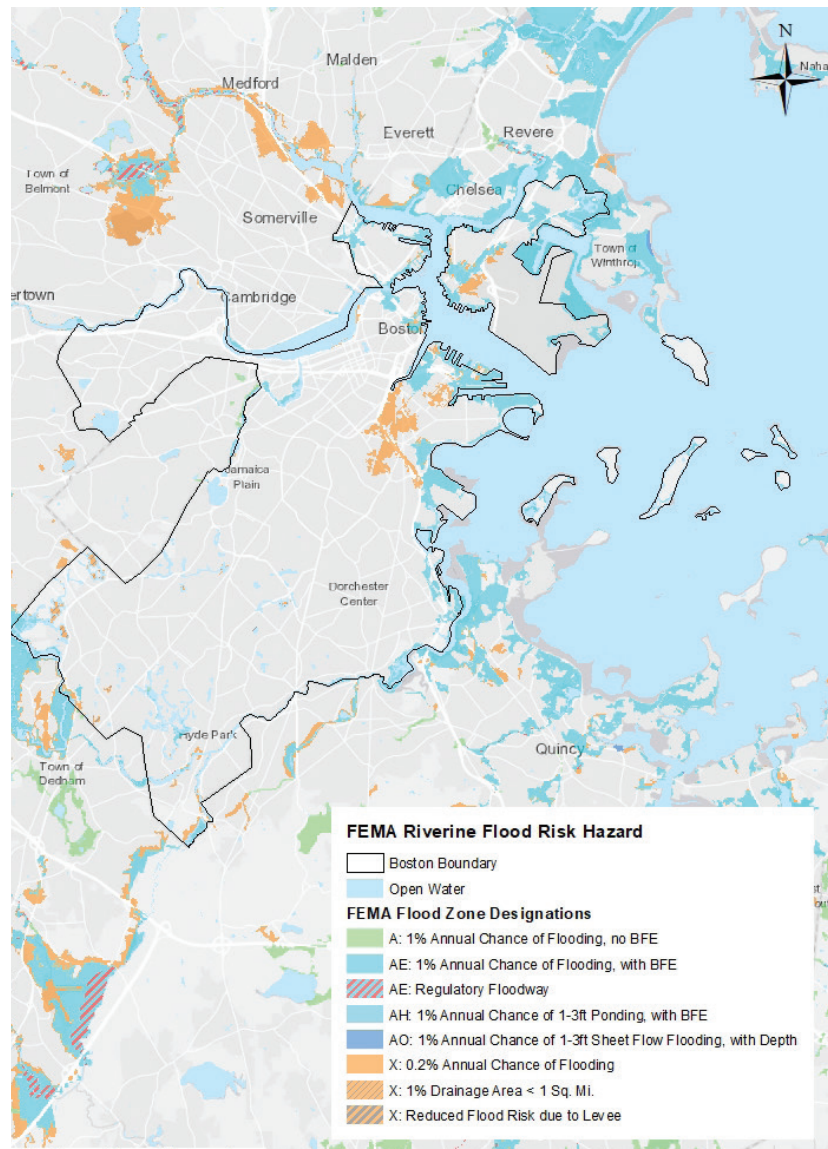 N
Naha
Malden
Medford
Everett
Revere
Town of
Belmont
Chelsea
Somerville
Town of
Winthrop
ertown
Cambridge
Boston
Jamaica
Plain
Dorchester
Center
Hyde Park
Quincy
Town of
Dedham
FEMA Riverine Flood Risk Hazard
Boston Boundary
Open Water
FEMA Flood Zone Designations
A: 1% Annual Chance of Flooding, no BFE
AE: 1% Annual Chance of Flooding, with BFE
AE: Regulatory Floodway
AH: 1% Annual Chance of 1-3ft Ponding, with BFE
AO: 1% Annual Chance of 1-3ft Sheet Flow Flooding, with Depth
X: 0.2% Annual Chance of Flooding
X: 1% Drainage Area < 1 Sq. Mi.
X: Reduced Flood Risk due to Levee